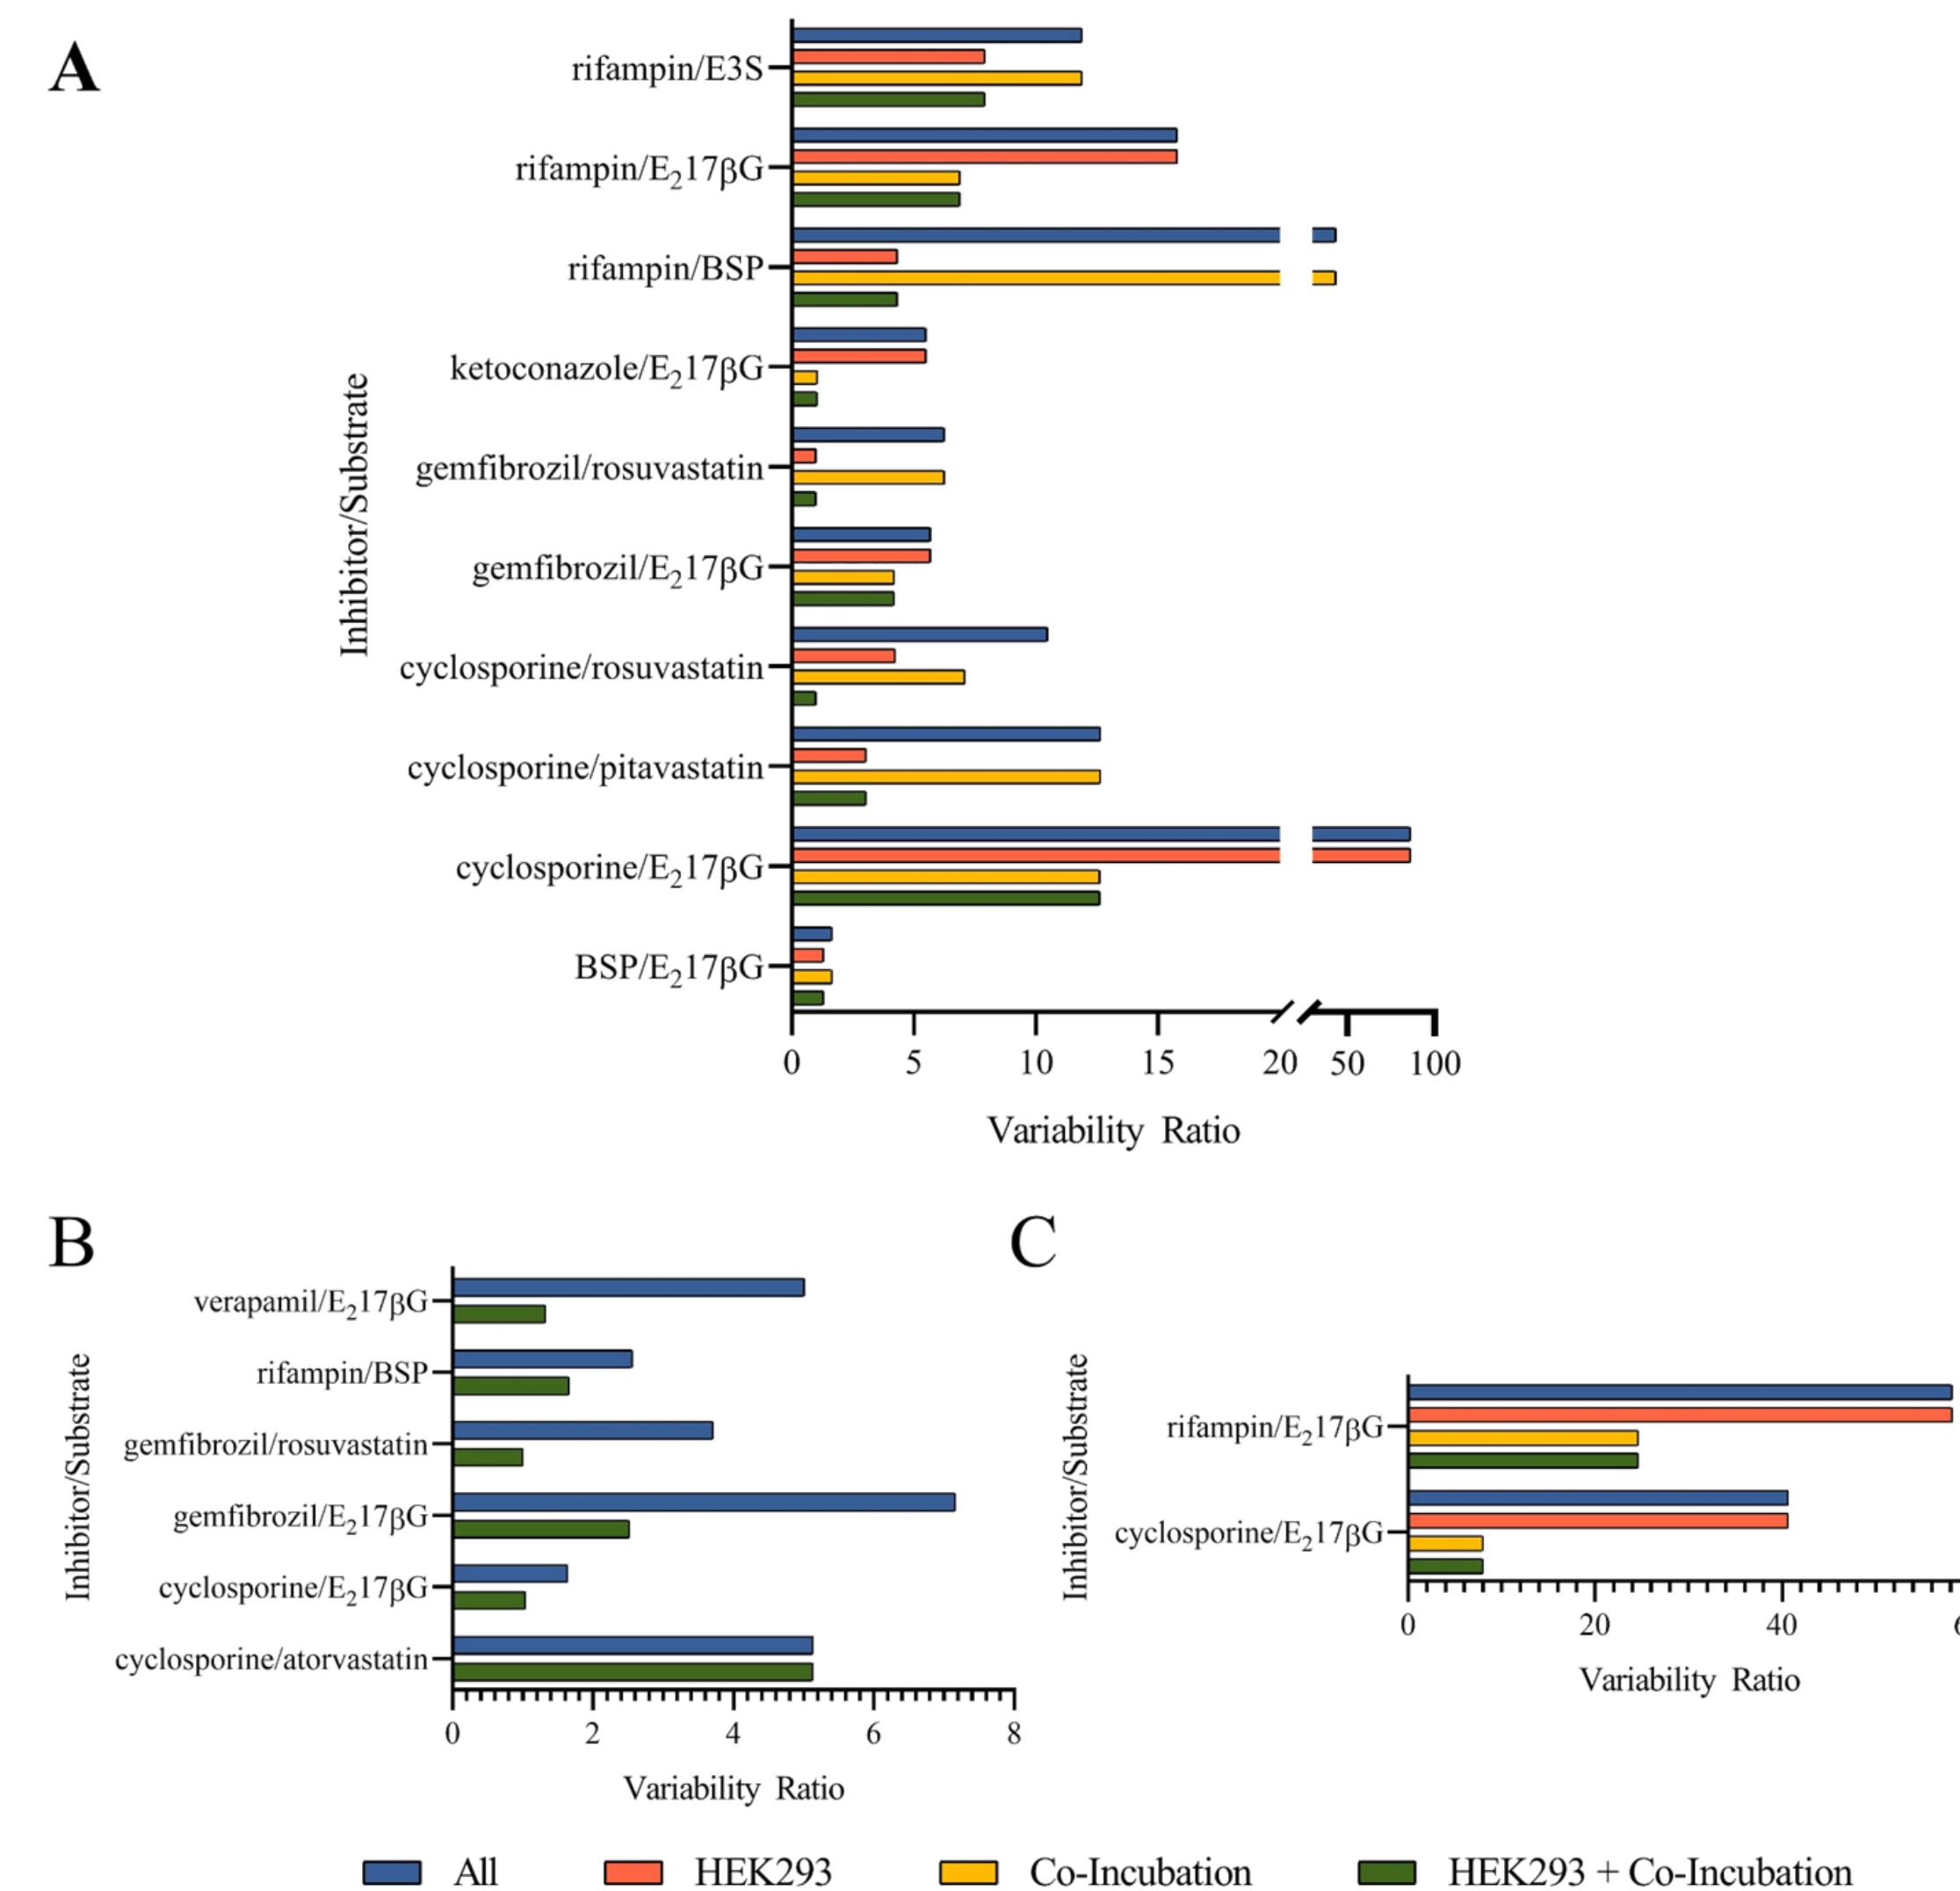 A
rifampin/E3S
rifampin/E₂17βG
rifampin/BSP
ketoconazole/E₂17βG
gemfibrozil/rosuvastatin
gemfibrozil/E₂17βG
cyclosporine/rosuvastatin
cyclosporine/pitavastatin
cyclosporine/E₂17βG
BSP/E₂17βG
Inhibitor/Substrate
0 5 10 15 20 50 100
Variability Ratio
B
verapamil/E₂17βG
rifampin/BSP
gemfibrozil/rosuvastatin
gemfibrozil/E₂17βG
cyclosporine/E₂17βG
cyclosporine/atorvastatin
Inhibitor/Substrate
0 2 4 6 8
Variability Ratio
C
rifampin/E₂17βG
cyclosporine/E₂17βG
Inhibitor/Substrate
0 20 40
Variability Ratio
All HEK293 Co-Incubation HEK293 + Co-Incubation